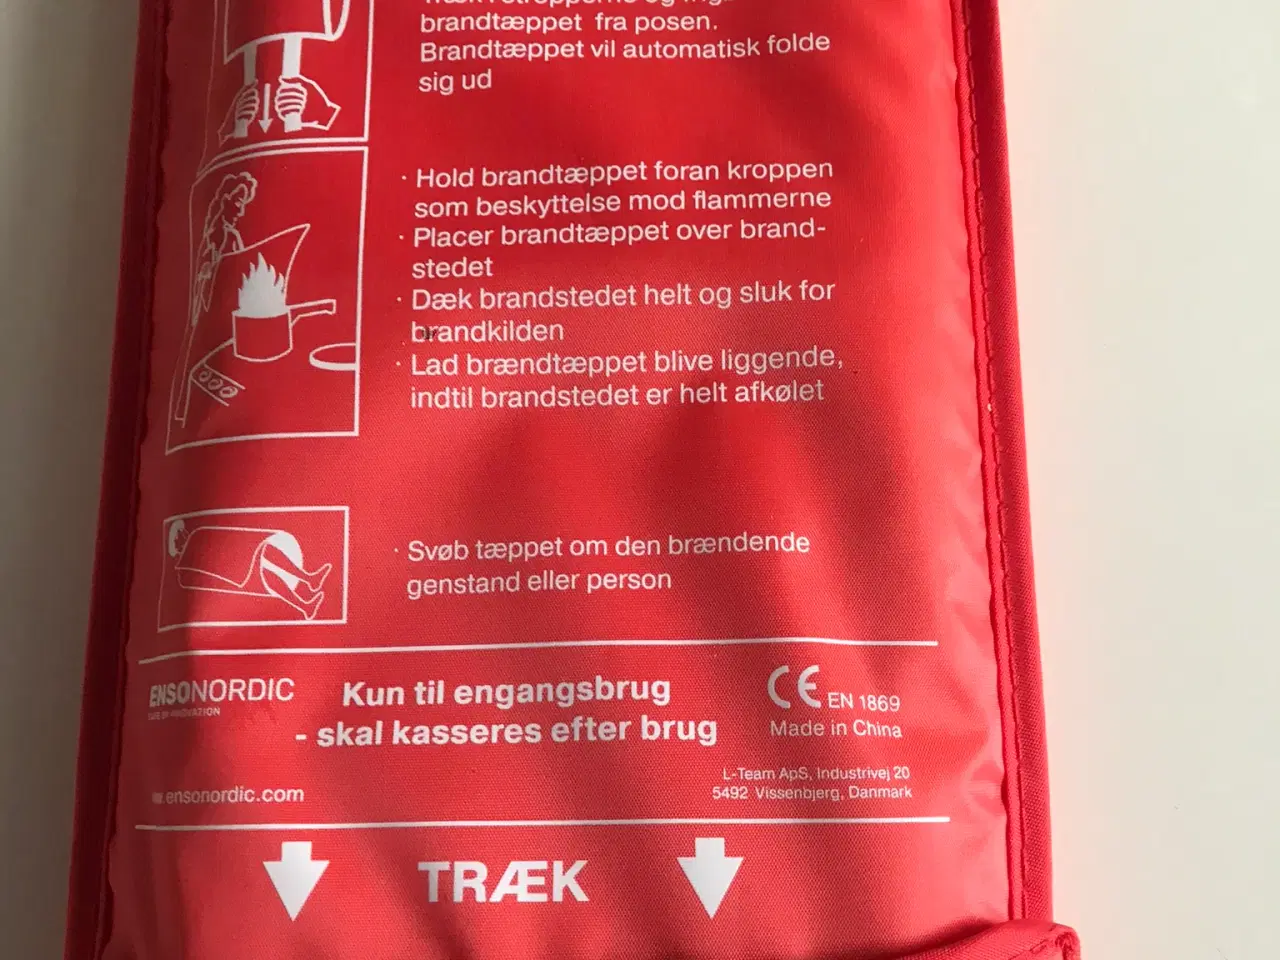 brandtæppet fra posen.
Brandtæppet vil automatisk folde
sig ud
· Hold brandtæppet foran kroppen
som beskyttelse mod flammerne
· Placer brandtæppet over brand-
stedet
· Dæk brandstedet helt og sluk for
brandkilden
· Lad brændtæppet blive liggende,
indtil brandstedet er helt afkølet
· Svøb tæppet om den brændende
genstand eller person
ENSONORDIC
Kun til engangsbrug
- skal kasseres efter brug
CE EN 1869
Made in China
L-Team ApS, Industrivej 20
5492 Vissenbjerg, Danmark
.ensonordic.com
TRÆK